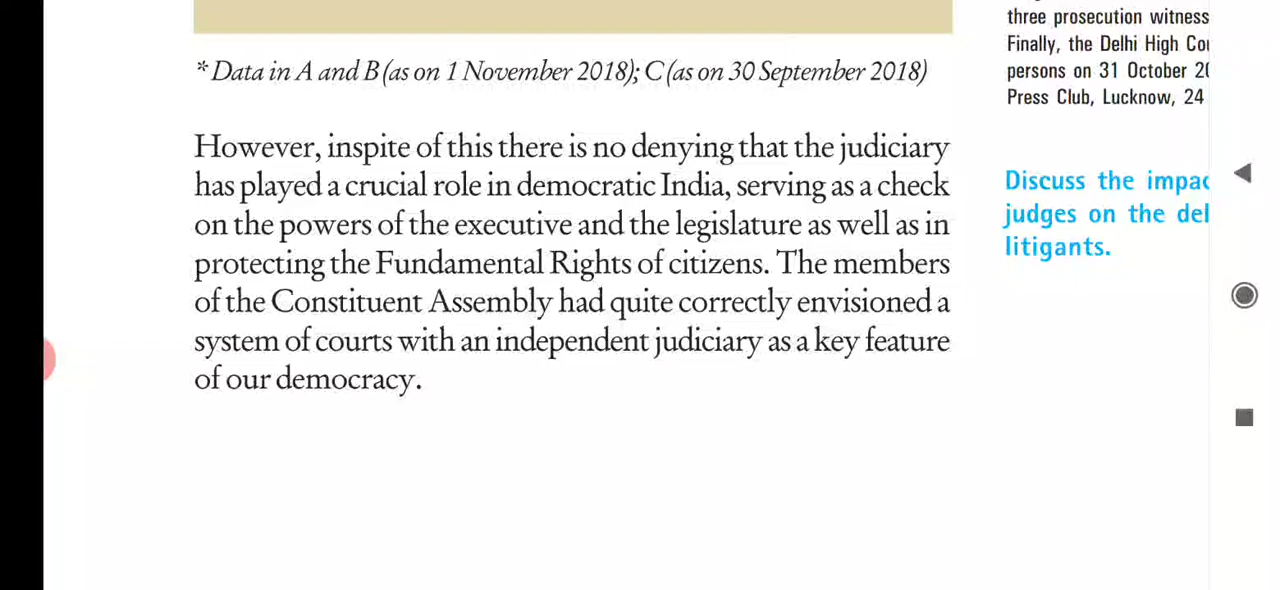 * Data in A and B (as on 1 November 2018); C (as on 30 September 2018)
However, inspite of this there is no denying that the judiciary
has played a crucial role in democratic India, serving as a check
on the powers of the executive and the legislature as well as in
protecting the Fundamental Rights of citizens. The members
of the Constituent Assembly had quite correctly envisioned a
system of courts with an independent judiciary as a key feature
of our democracy.
three prosecution witness
Finally, the Delhi High
persons on 31 October
Press Club, Lucknow, 24
Discuss the
judges on the
litigants.